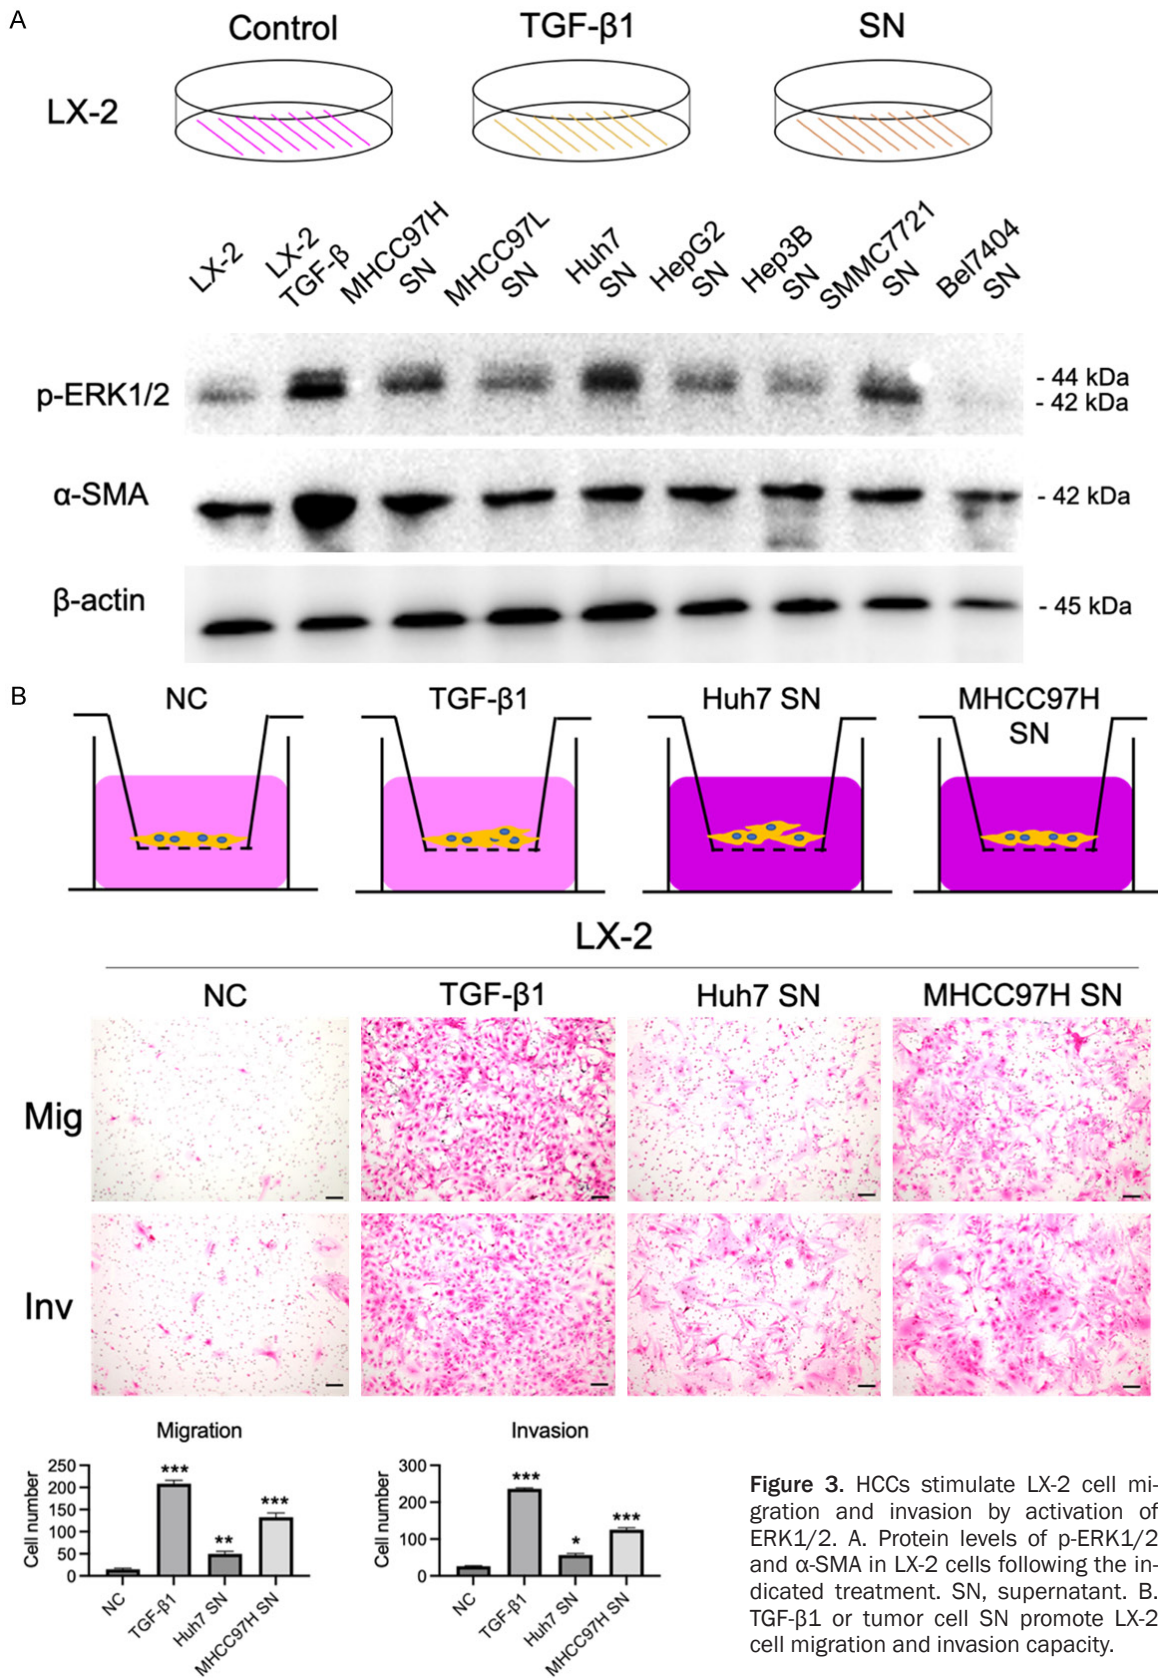 A
Control
TGF-β1
SN
LX-2
LX-2
LX-2
TGF-β
MHCC97H
SN
MHCC97L
SN
Huh7
SN
HepG2
SN
Hep3B
SN
SMMC7721
SN
Bel7404
SN
p-ERK1/2
- 44 kDa
- 42 kDa
α-SMA
- 42 kDa
β-actin
- 45 kDa
B
NC
TGF-β1
Huh7 SN
MHCC97H
SN
LX-2
NC
TGF-β1
Huh7 SN
MHCC97H SN
Mig
Inv
Migration
Cell number
250
200
150
100
50
0
***
**
***
NC
TGF-β1
Huh7 SN
MHCC97H SN
Invasion
Cell number
300
200
100
0
***
*
***
NC
TGF-β1
Huh7 SN
MHCC97H SN
Figure 3. HCCs stimulate LX-2 cell mi-
gration and invasion by activation of
ERK1/2. A. Protein levels of p-ERK1/2
and α-SMA in LX-2 cells following the in-
dicated treatment. SN, supernatant. B.
TGF-β1 or tumor cell SN promote LX-2
cell migration and invasion capacity.